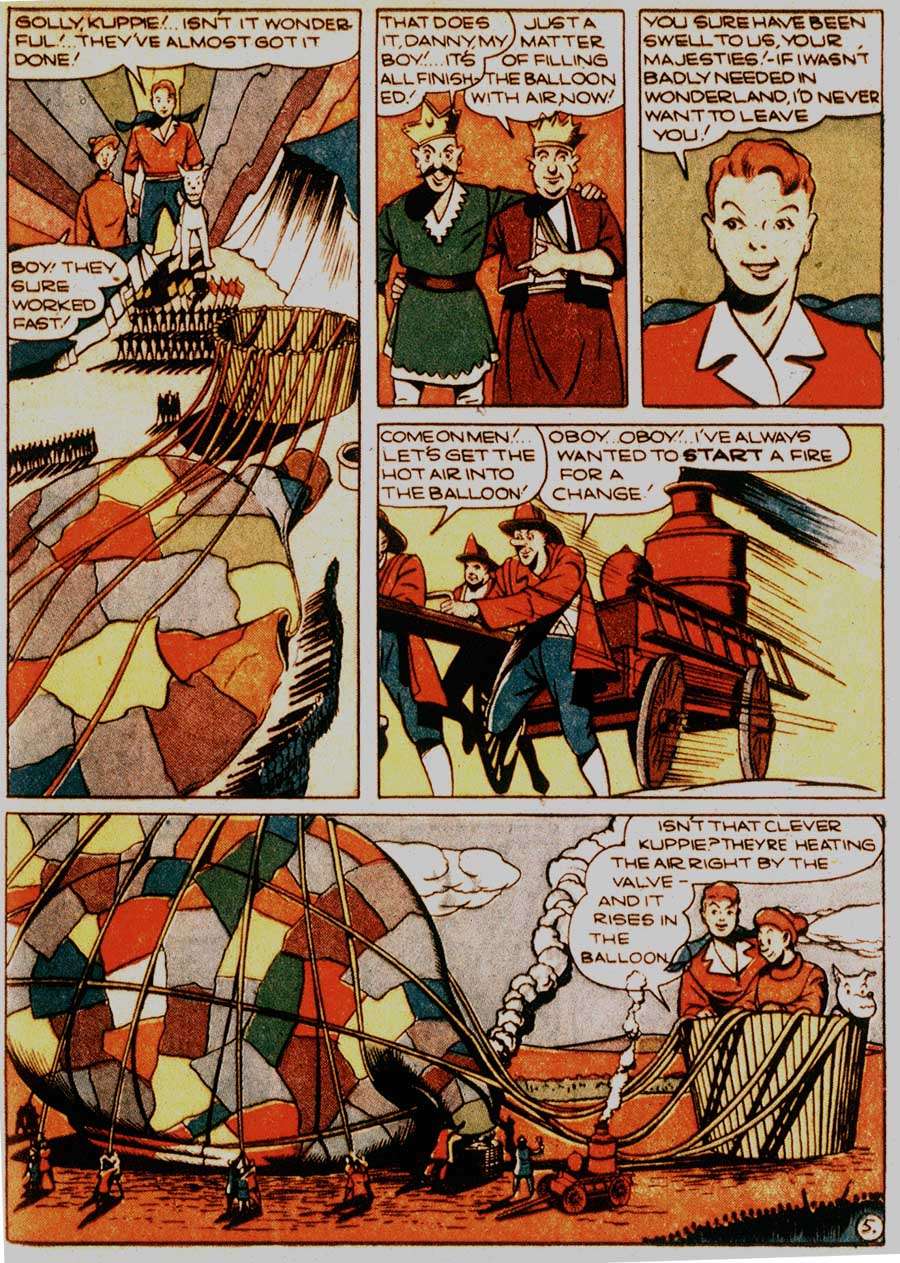 GOLLY, KUPPIE!...ISN'T IT WONDER-
FUL!...THEY'VE ALMOST GOT IT
DONE!
BOY! THEY
SURE
WORKED
FAST!
THAT DOES
IT, DANNY, MY
BOY!...IT'S
ALL FINISH-
ED!
JUST A
MATTER
OF FILLING
THE BALLOON
WITH AIR, NOW!
YOU SURE HAVE BEEN
SWELL TO US, YOUR
MAJESTIES!-IF I WASN'T
BADLY NEEDED IN
WONDERLAND, I'D NEVER
WANT TO LEAVE
YOU!
COME ON MEN!...
LET'S GET THE
HOT AIR INTO
THE BALLOON!
OBOY...OBOY!...I'VE ALWAYS
WANTED TO START A FIRE
FOR A
CHANGE!
ISN'T THAT CLEVER
KUPPIE? THEY'RE HEATING
THE AIR RIGHT BY THE
VALVE-
AND IT
RISES IN
THE
BALLOON
5.